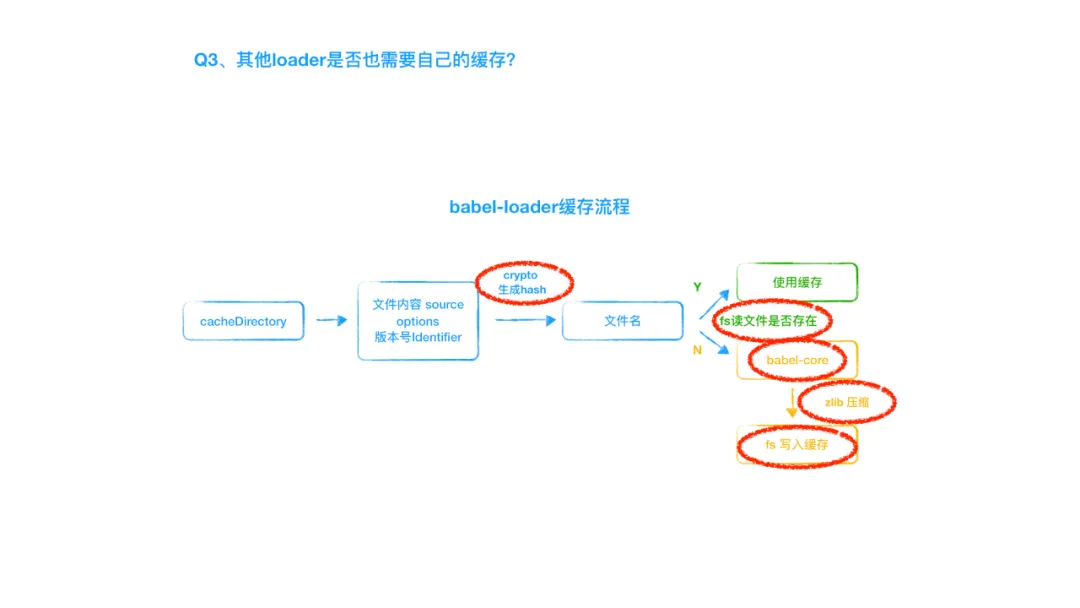 Q3、其他loader是否也需要自己的缓存?
babel-loader缓存流程
cacheDirectory
文件内容 source
options
版本号Identifier
crypto
生成hash
文件名
Y
使用缓存
fs读文件是否存在
N
babel-core
zlib 压缩
fs 写入缓存